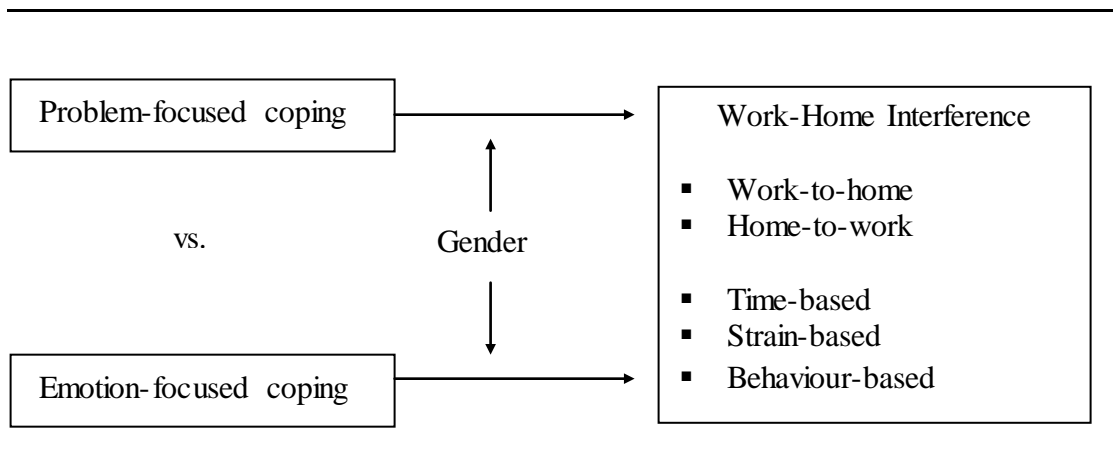 Problem-focused coping
vs.
Emotion-focused coping
Gender
Work-Home Interference
▪ Work-to-home
▪ Home-to-work
▪ Time-based
▪ Strain-based
▪ Behaviour-based